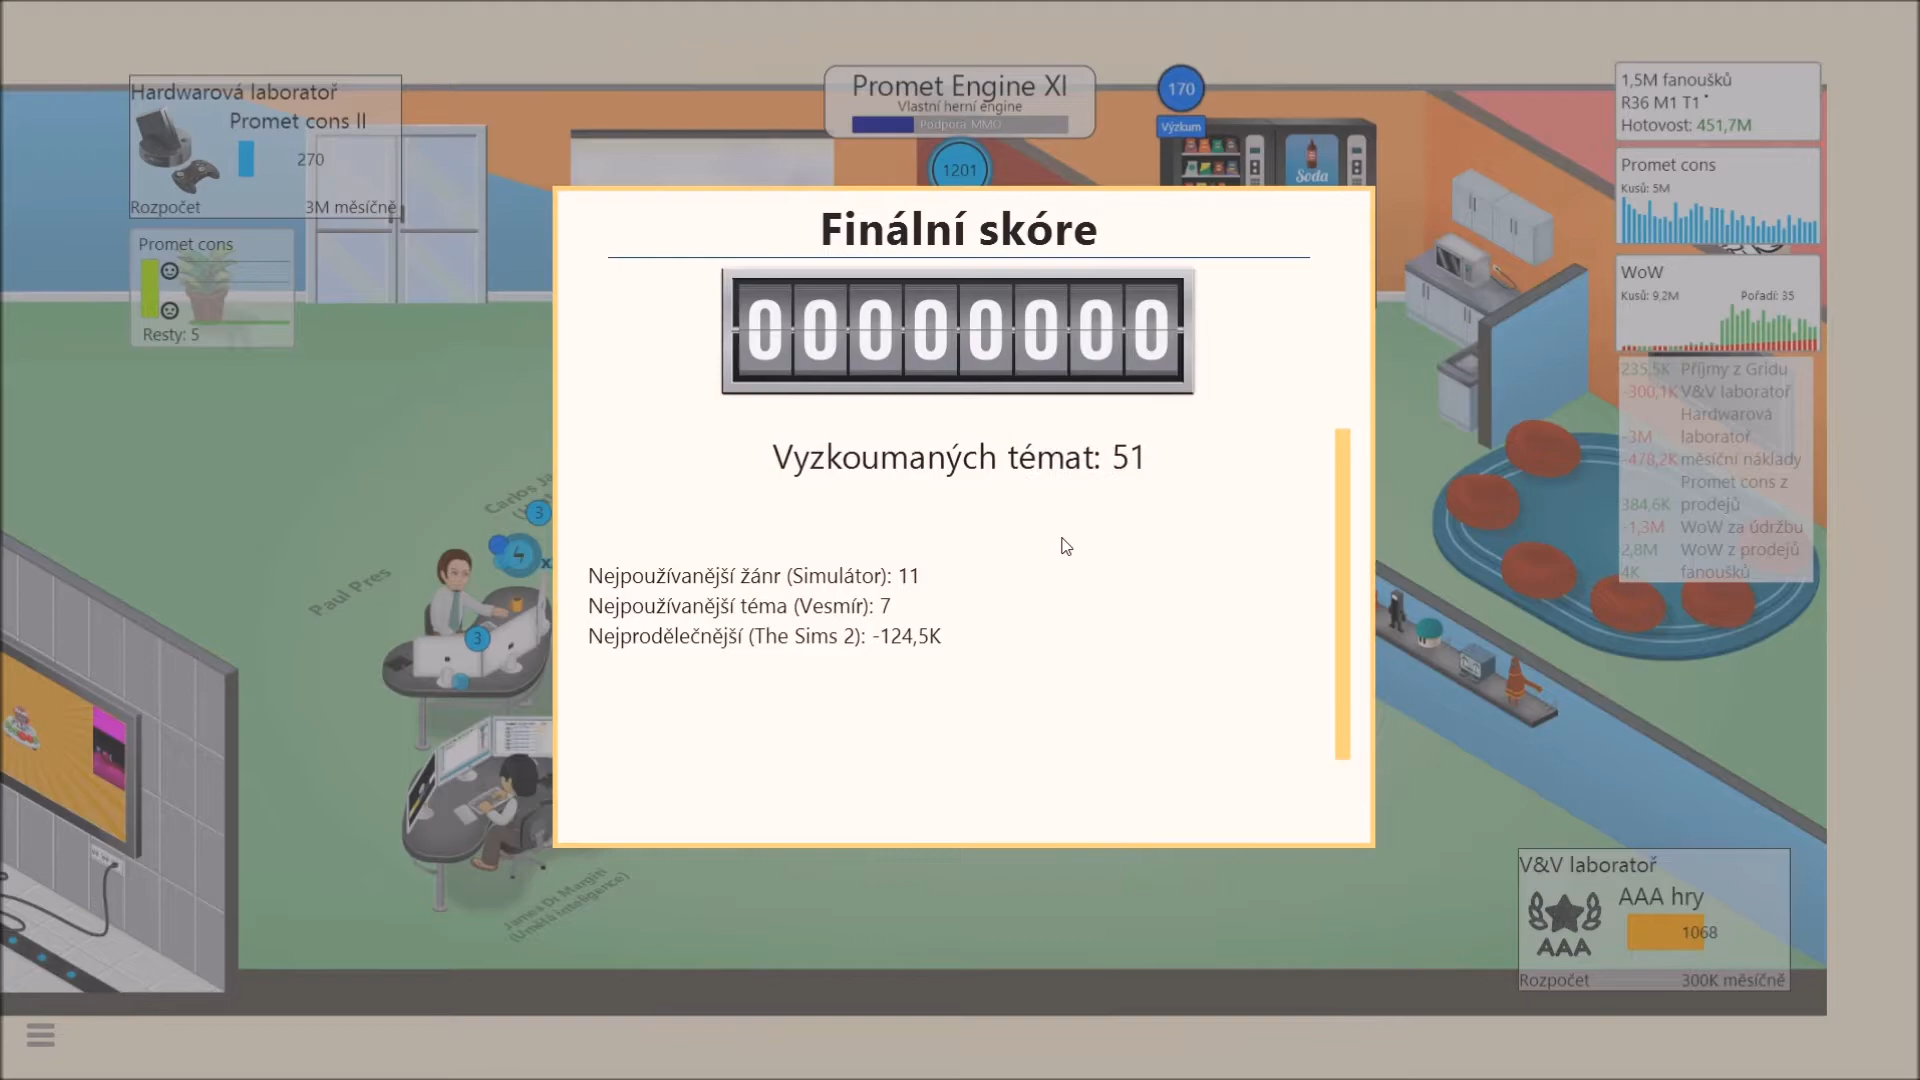 Hardwarová laboratoř
Promet cons II
270
Rozpočet
3M měsíčně
Promet cons
Resty: 5
Promet Engine XI
Vlastní herní engine
Podpora MMO
1201
170
Výzkum
Soda
1,5M fanoušků
R36 M1 T1
Hotovost: 451,7M
Promet cons
Kusů: 5M
WoW
Kusů: 9,2M
Pořadí: 35
235,5K Příjmy z Gridu
-300,1K V&V laboratoř
Hardwarová
-3M laboratoř
-478,2K měsíční náklady
Promet cons z
384,6K prodejů
-1,3M WoW za údržbu
2,8M WoW z prodejů
4K fanoušků
Finální skóre
00000000
Vyzkoumaných témat: 51
Nejpoužívanější žánr (Simulátor): 11
Nejpoužívanější téma (Vesmír): 7
Nejprodělečnější (The Sims 2): -124,5K
Carlos
3
Paul Pres
3
(Umělá inteligence)
V&V laboratoř
AAA hry
AAA
1068
Rozpočet
300K měsíčně